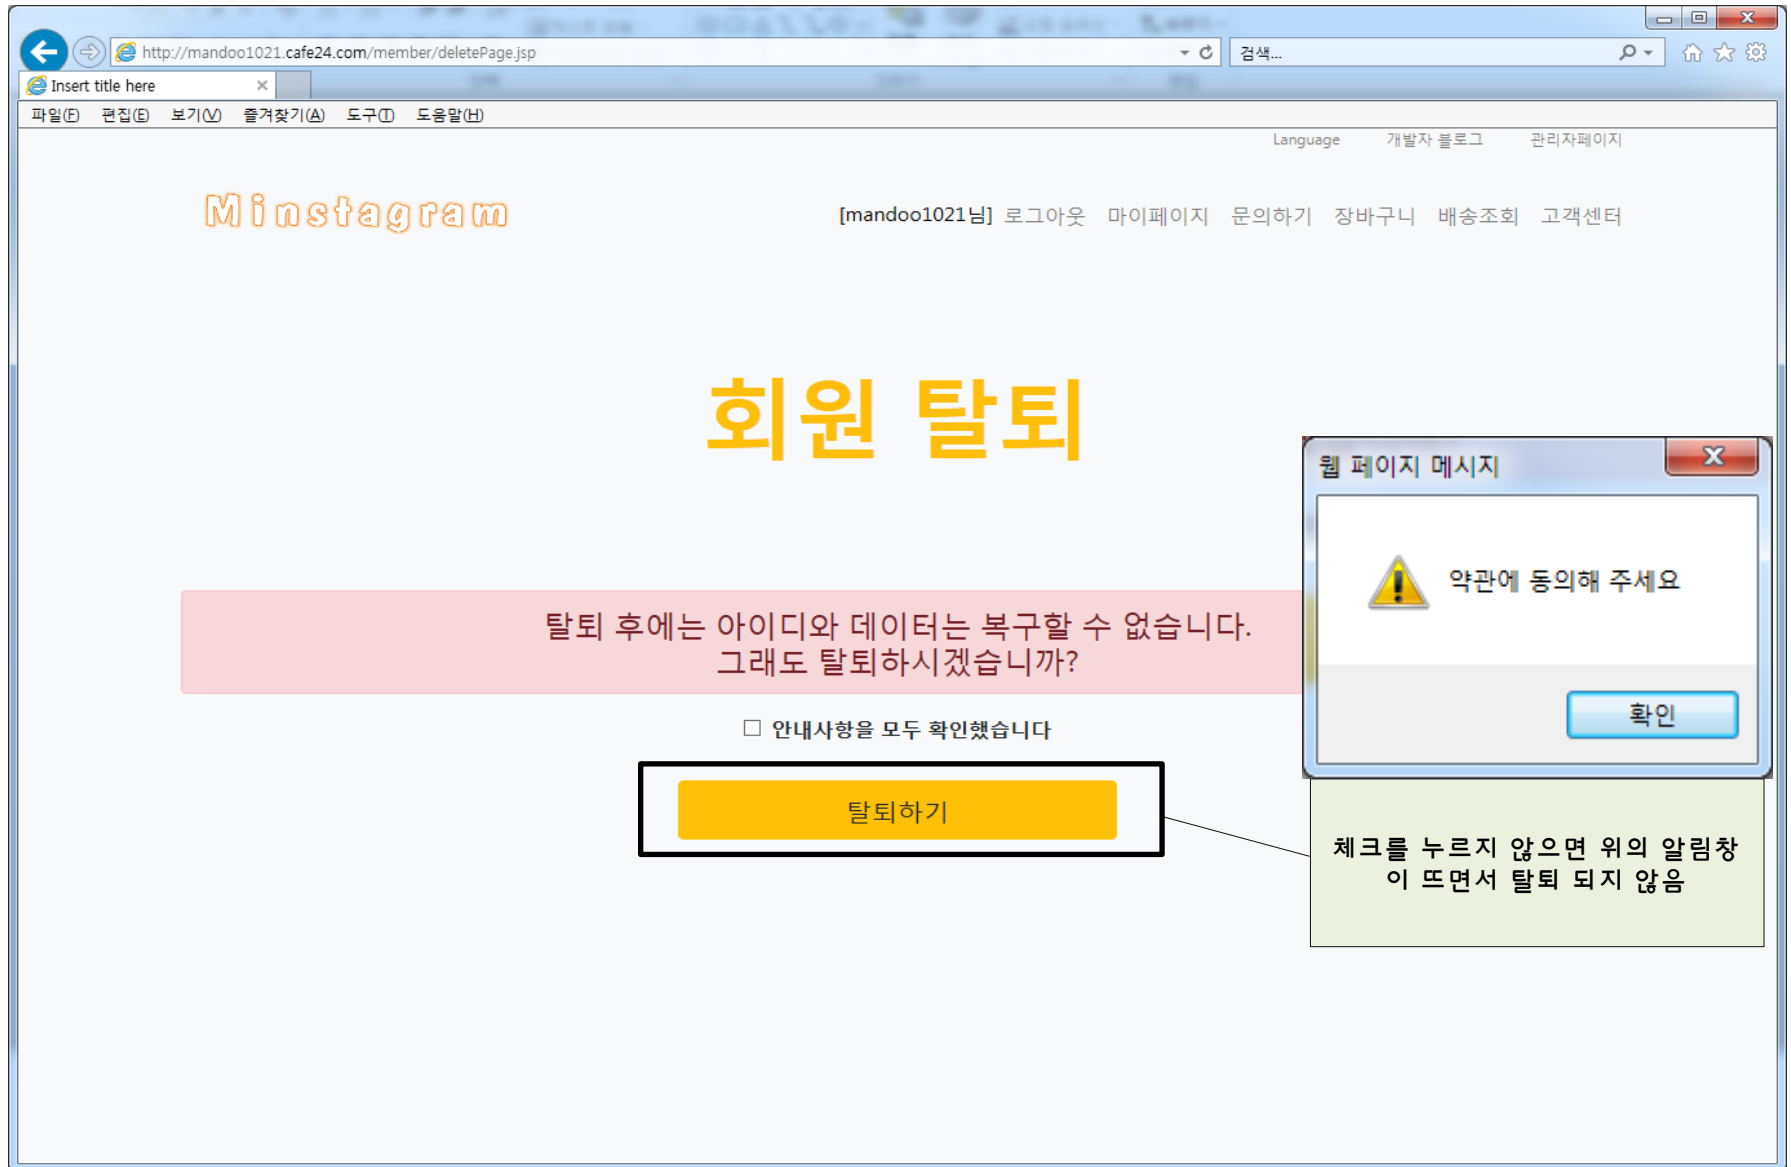 http://mandoo1021.cafe24.com/member/deletePage.jsp
검색...
Insert title here
파일(F) 편집(E) 보기(V) 즐겨찾기(A) 도구(T) 도움말(H)
Language 개발자 블로그 관리자페이지
Minstagram
[mandoo1021님] 로그아웃 마이페이지 문의하기 장바구니 배송조회 고객센터
회원 탈퇴
웹 페이지 메시지
약관에 동의해 주세요
확인
탈퇴 후에는 아이디와 데이터는 복구할 수 없습니다.
그래도 탈퇴하시겠습니까?
안내사항을 모두 확인했습니다
탈퇴하기
체크를 누르지 않으면 위의 알림창
이 뜨면서 탈퇴 되지 않음